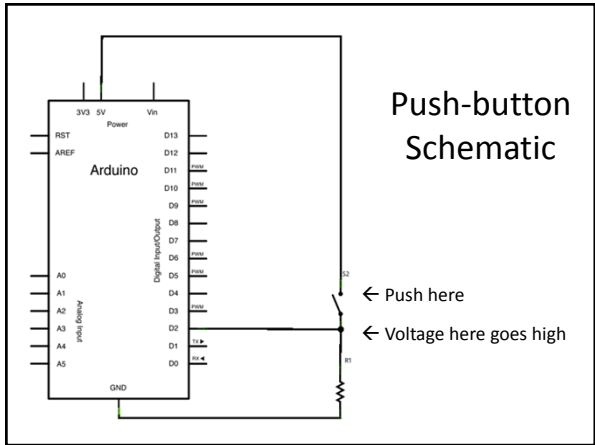 Push-button
Schematic
3V3 5V Vin
Power
RST
AREF
Arduino
D13
D12
D11 PWM
D10 PWM
D9 PWM
D8
D7
D6 PWM
D5 PWM
D4
D3 PWM
D2
D1 TX ▶
D0 RX ◀
Digital Input/Output
A0
A1
A2
A3
A4
A5
Analog Input
GND
S2
← Push here
← Voltage here goes high
R1